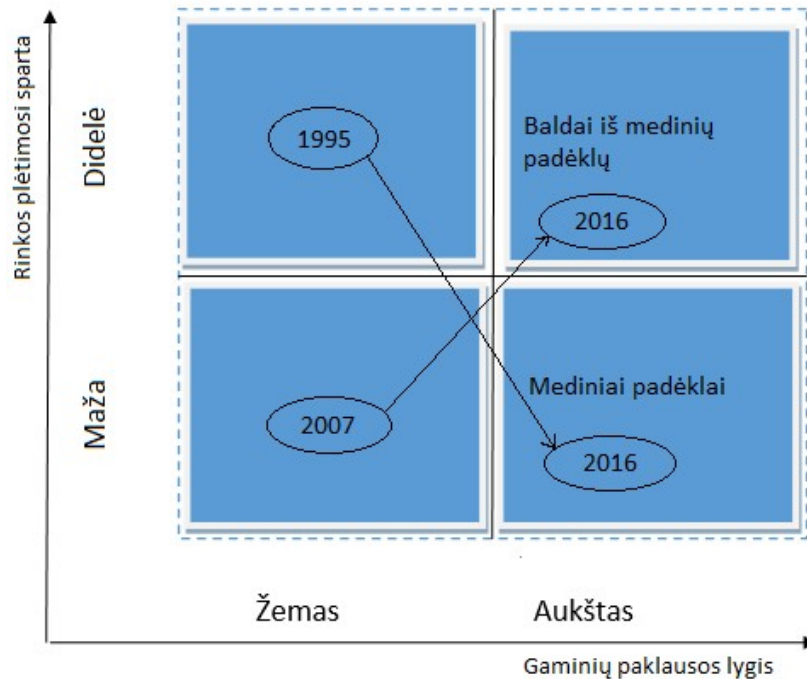 Rinkos plėtimosi sparta
Didelė
1995
Baldai iš medinių
padėklų
2016
Maža
2007
Mediniai padėklai
2016
Žemas
Aukštas
Gaminių paklausos lygis